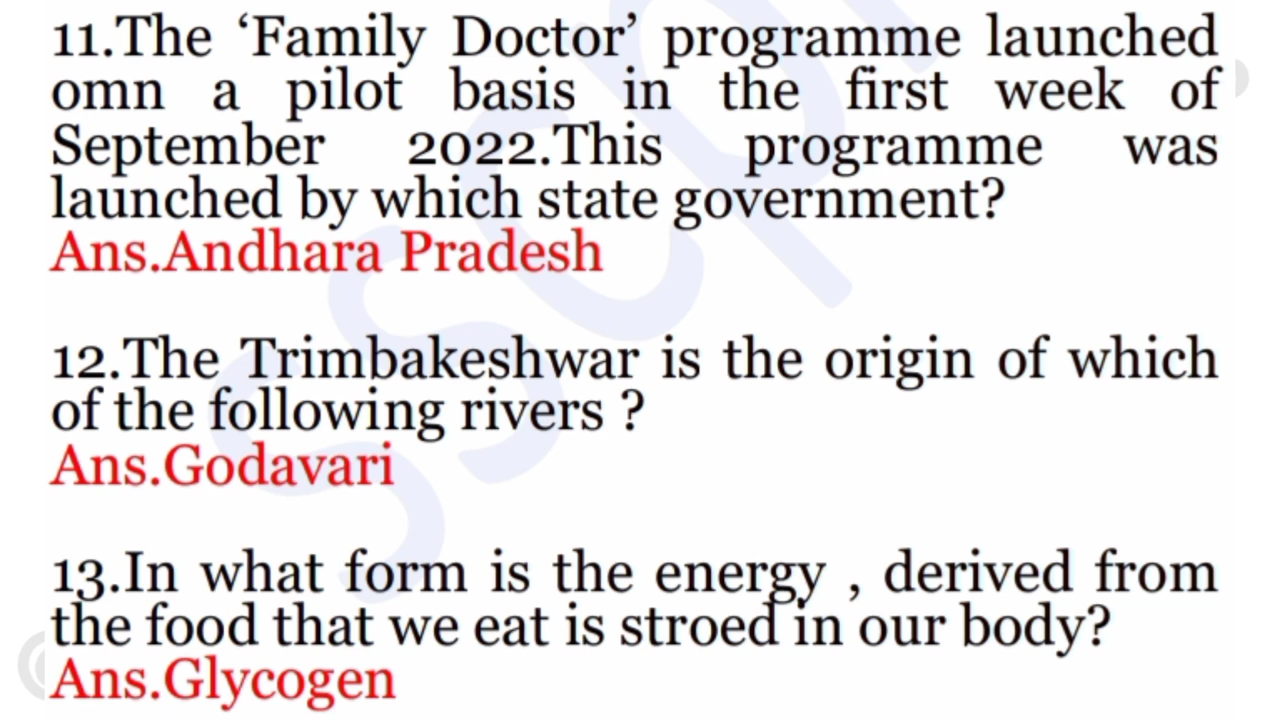 11.The ‘Family Doctor’ programme launched
omn a pilot basis in the first week of
September 2022.This programme was
launched by which state government?
Ans.Andhara Pradesh
12.The Trimbakeshwar is the origin of which
of the following rivers ?
Ans.Godavari
13.In what form is the energy , derived from
the food that we eat is stroed in our body?
Ans.Glycogen